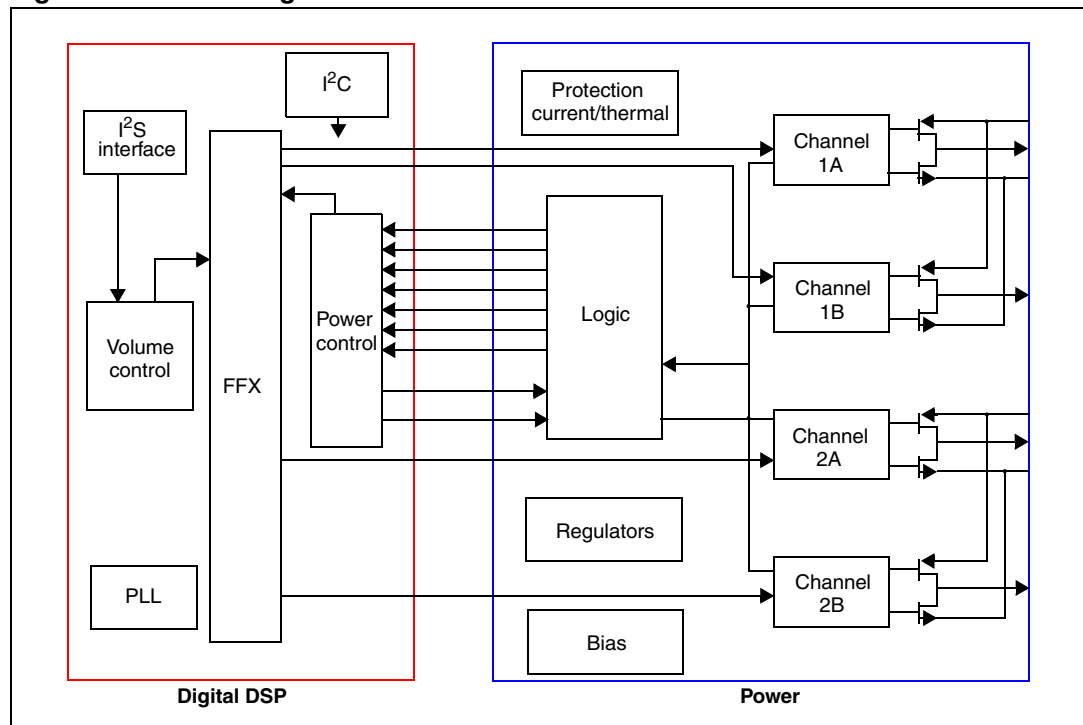 I²C
Protection
current/thermal
I²S
interface
Channel
1A
Channel
1B
Logic
Power
control
Volume
control
FFX
Channel
2A
Regulators
Channel
2B
PLL
Bias
Digital DSP
Power